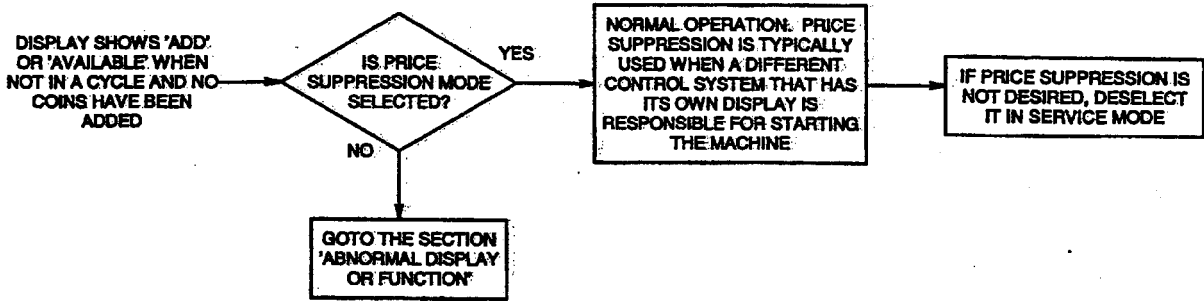 DISPLAY SHOWS 'ADD'
OR 'AVAILABLE' WHEN
NOT IN A CYCLE AND NO
COINS HAVE BEEN
ADDED
IS PRICE
SUPPRESSION MODE
SELECTED?
YES
NORMAL OPERATION. PRICE
SUPPRESSION IS TYPICALLY
USED WHEN A DIFFERENT
CONTROL SYSTEM THAT HAS
ITS OWN DISPLAY IS
RESPONSIBLE FOR STARTING
THE MACHINE
IF PRICE SUPPRESSION IS
NOT DESIRED, DESELECT
IT IN SERVICE MODE
NO
GOTO THE SECTION
'ABNORMAL DISPLAY
OR FUNCTION"